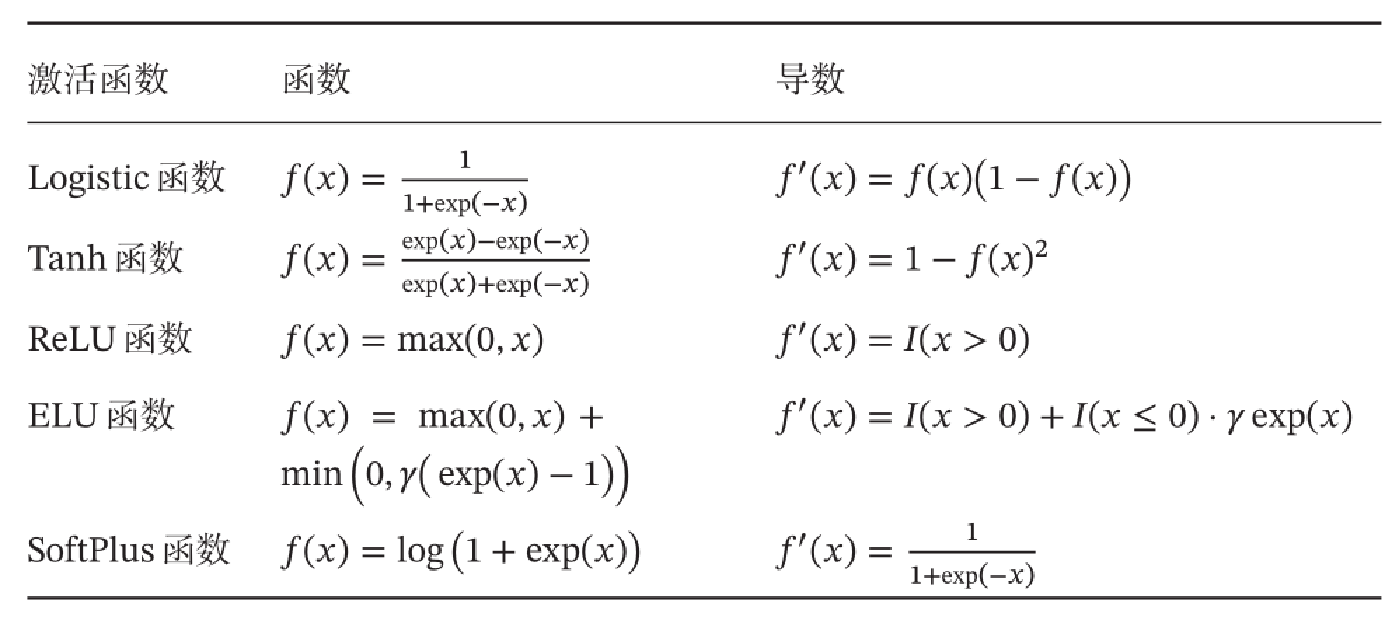 激活函数 函数 导数
Logistic 函数 f(x) = 1/(1+exp(−x)) f′(x) = f(x)(1 − f(x))
Tanh 函数 f(x) = (exp(x)−exp(−x))/(exp(x)+exp(−x)) f′(x) = 1 − f(x)²
ReLU 函数 f(x) = max(0, x) f′(x) = I(x > 0)
ELU 函数 f(x) = max(0, x) + f′(x) = I(x > 0) + I(x ≤ 0) · γ exp(x)
min(0, γ( exp(x) − 1))
SoftPlus 函数 f(x) = log(1 + exp(x)) f′(x) = 1/(1+exp(−x))